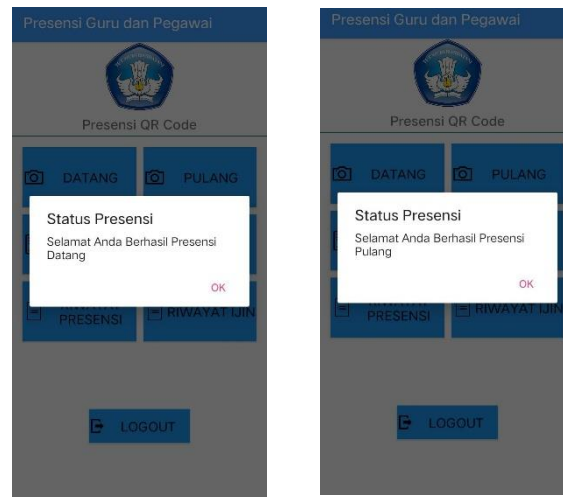 Presensi Guru dan Pegawai
Presensi QR Code
DATANG
PULANG
Status Presensi
Selamat Anda Berhasil Presensi
Datang
OK
PRESENSI
RIWAYAT IJIN
LOGOUT
Presensi Guru dan Pegawai
Presensi QR Code
DATANG
PULANG
Status Presensi
Selamat Anda Berhasil Presensi
Pulang
OK
PRESENSI
RIWAYAT IJIN
LOGOUT